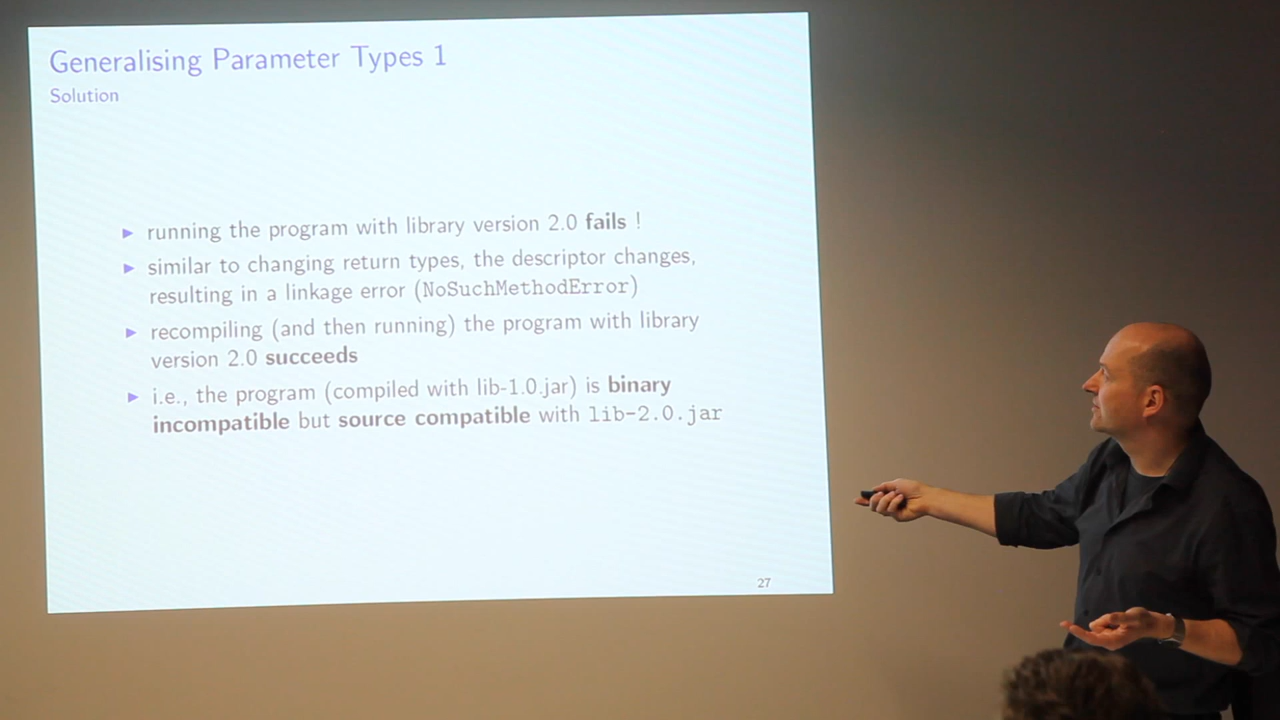 Generalising Parameter Types 1
Solution
▶ running the program with library version 2.0 fails !
▶ similar to changing return types, the descriptor changes,
resulting in a linkage error (NoSuchMethodError)
▶ recompiling (and then running) the program with library
version 2.0 succeeds
▶ i.e., the program (compiled with lib-1.0.jar) is binary
incompatible but source compatible with lib-2.0.jar
27